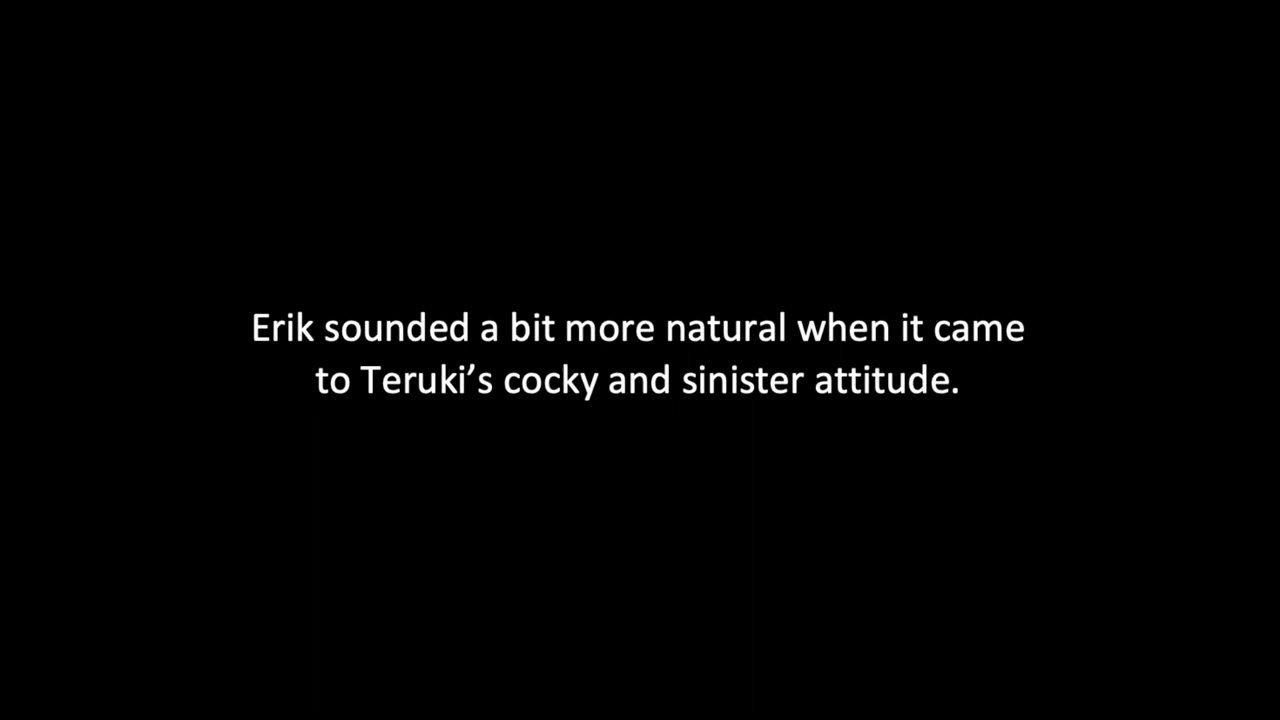 Erik sounded a bit more natural when it came
to Teruki’s cocky and sinister attitude.